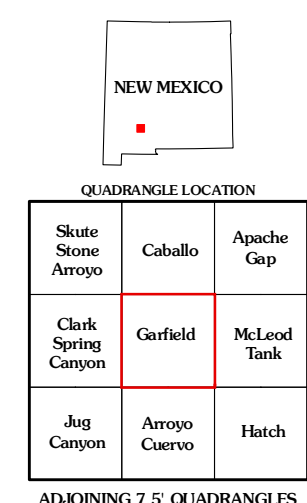 NEW MEXICO
QUADRANGLE LOCATION
Skute
Stone
Arroyo
Caballo
Apache
Gap
Clark
Spring
Canyon
Garfield
McLeod
Tank
Jug
Canyon
Arroyo
Cuervo
Hatch
ADJOINING 7.5' QUADRANGLES